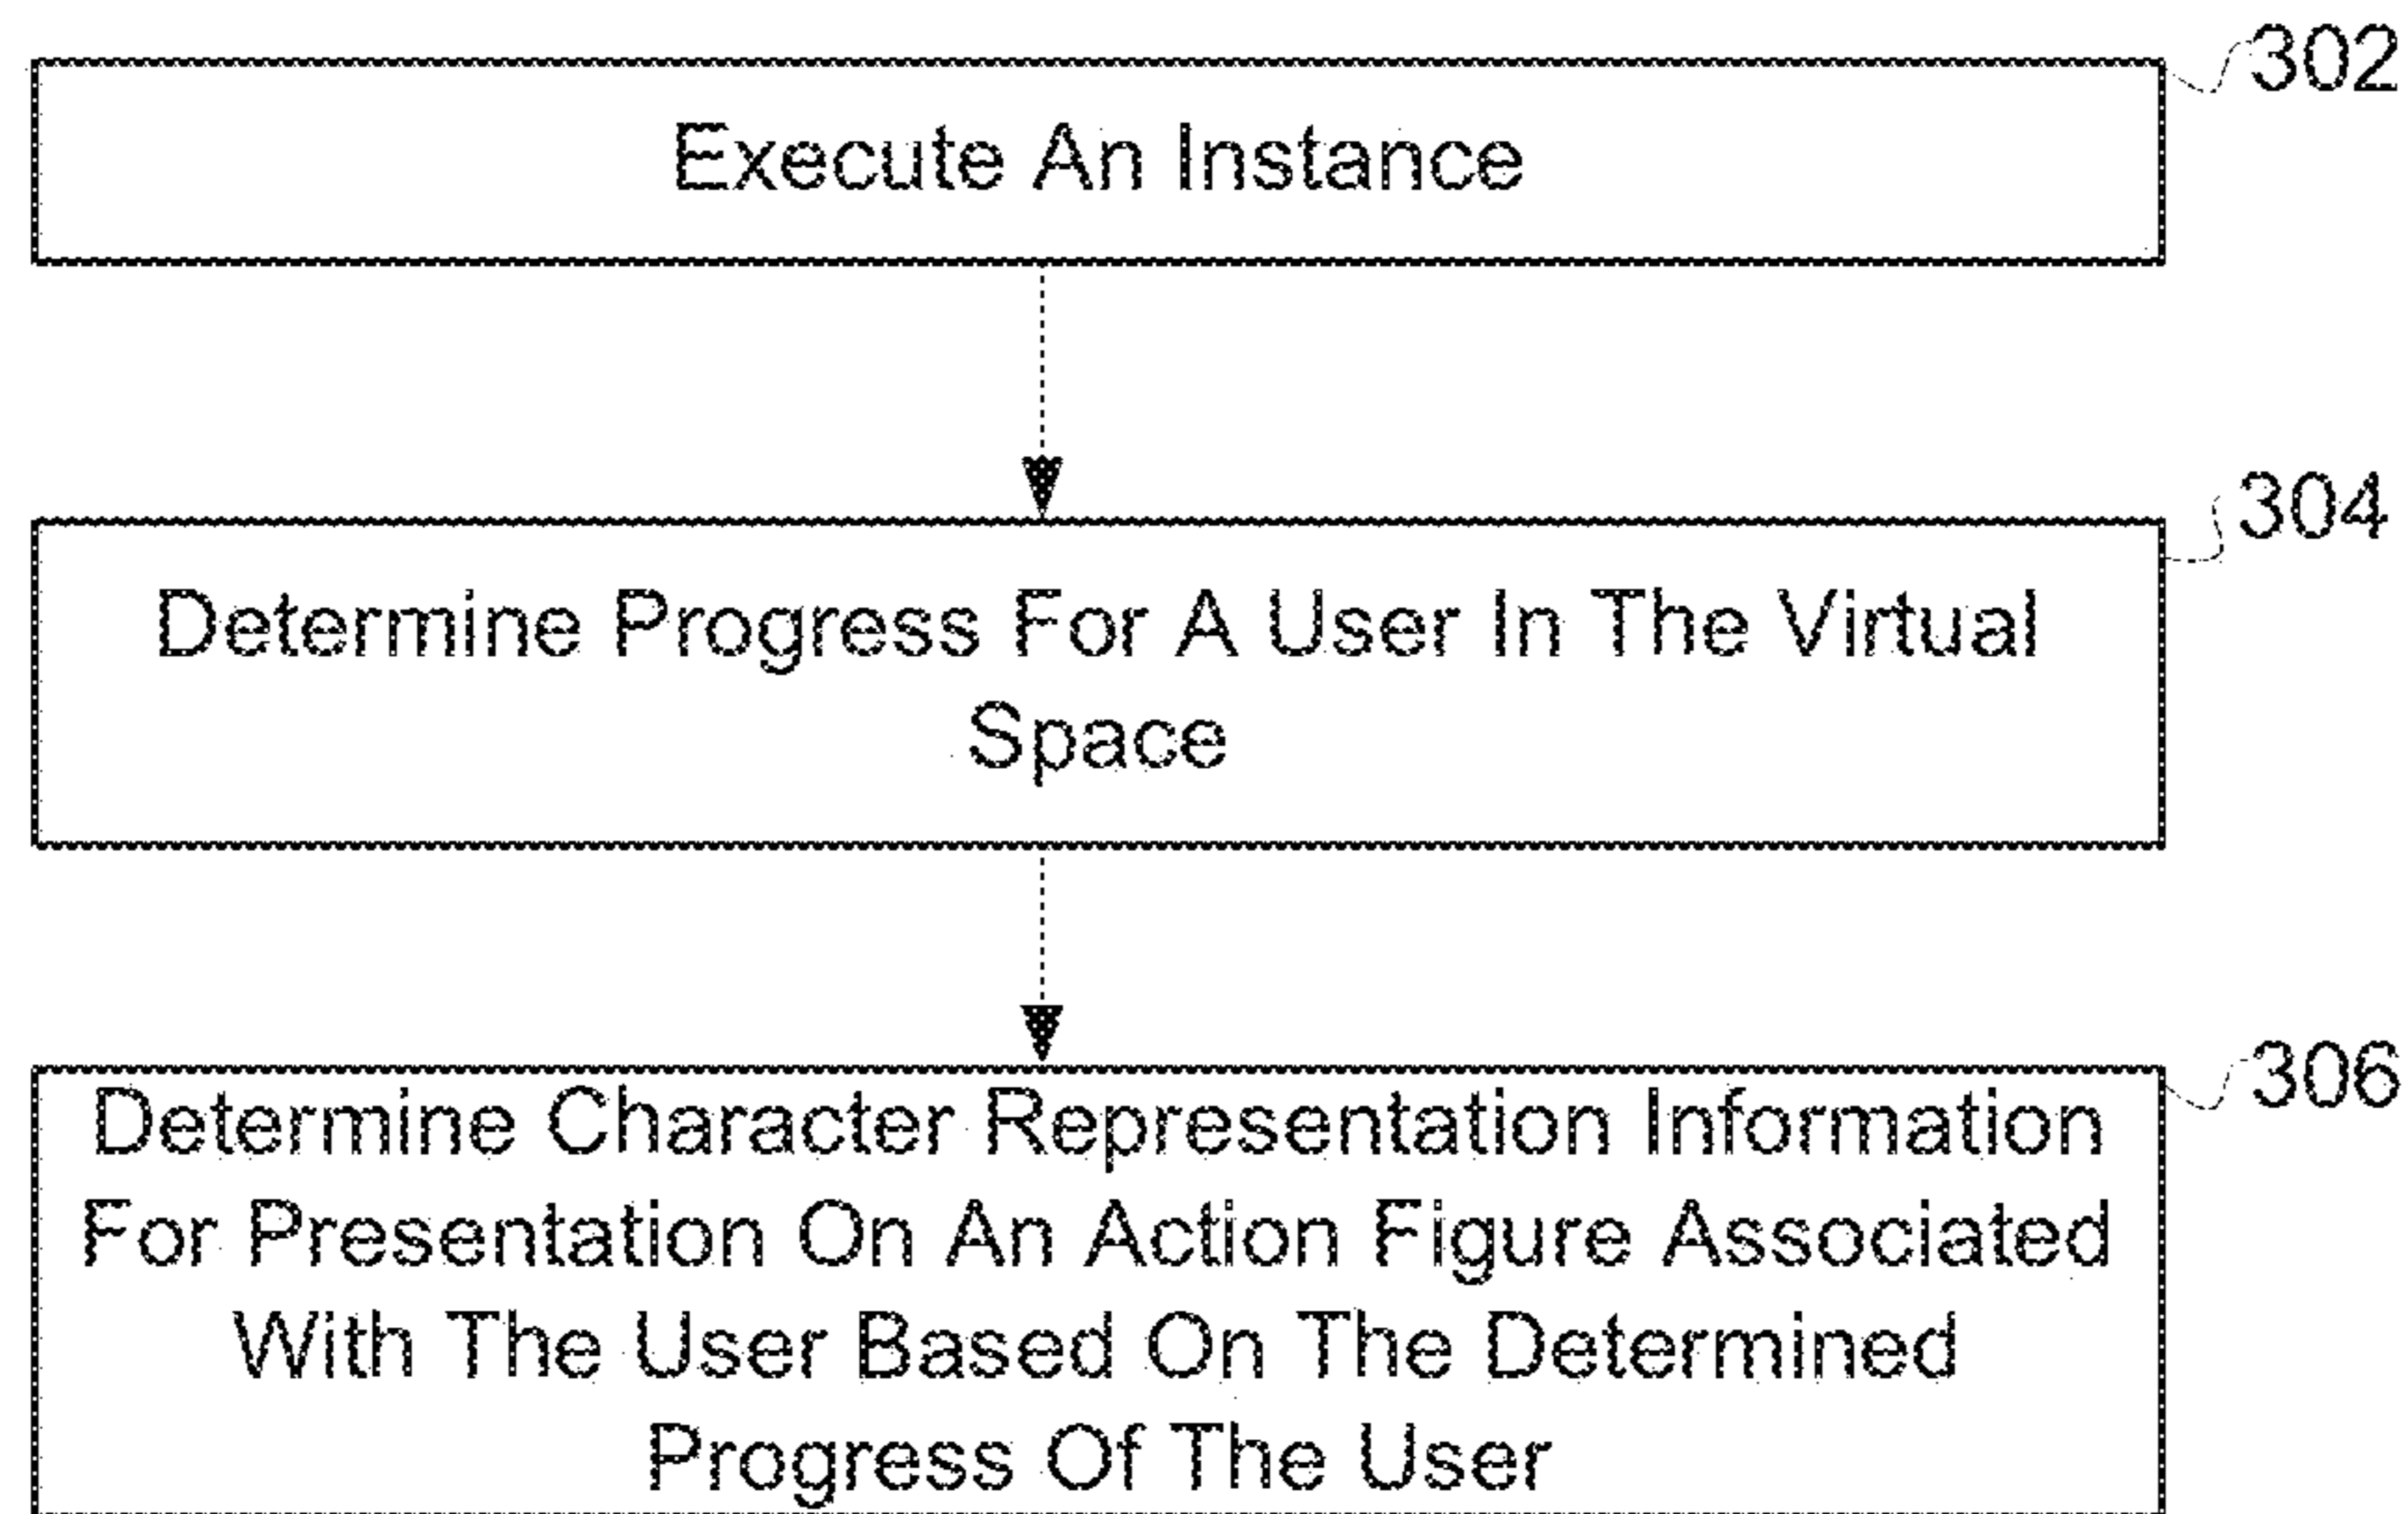 302
Execute An Instance
304
Determine Progress For A User In The Virtual
Space
306
Determine Character Representation Information
For Presentation On An Action Figure Associated
With The User Based On The Determined
Progress Of The User